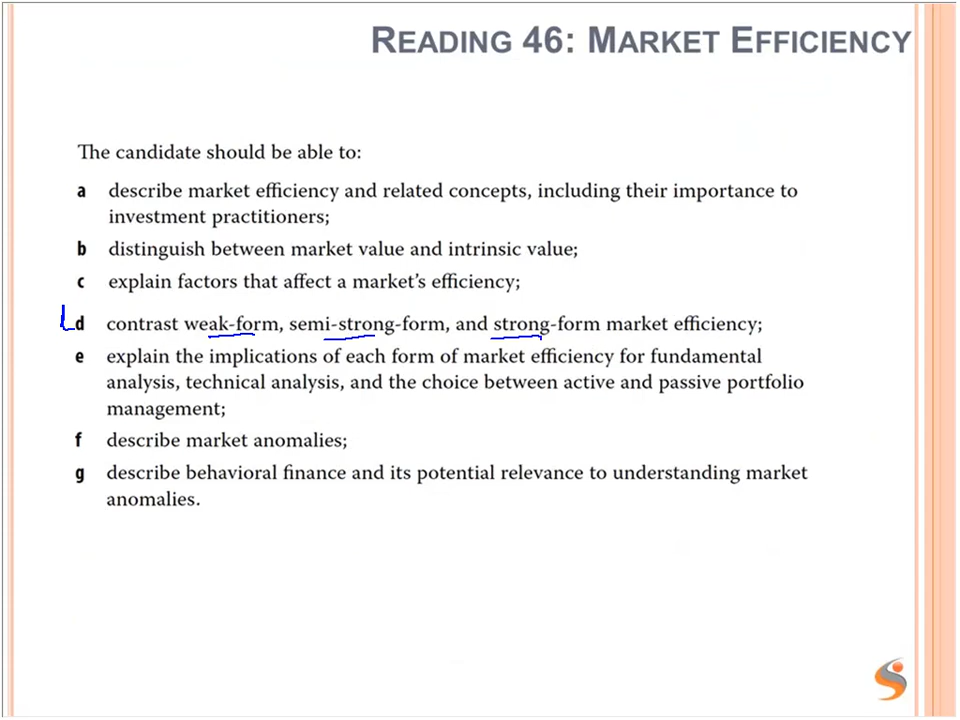 READING 46: MARKET EFFICIENCY
The candidate should be able to:
a describe market efficiency and related concepts, including their importance to
investment practitioners;
b distinguish between market value and intrinsic value;
c explain factors that affect a market's efficiency;
d contrast weak-form, semi-strong-form, and strong-form market efficiency;
e explain the implications of each form of market efficiency for fundamental
analysis, technical analysis, and the choice between active and passive portfolio
management;
f describe market anomalies;
g describe behavioral finance and its potential relevance to understanding market
anomalies.